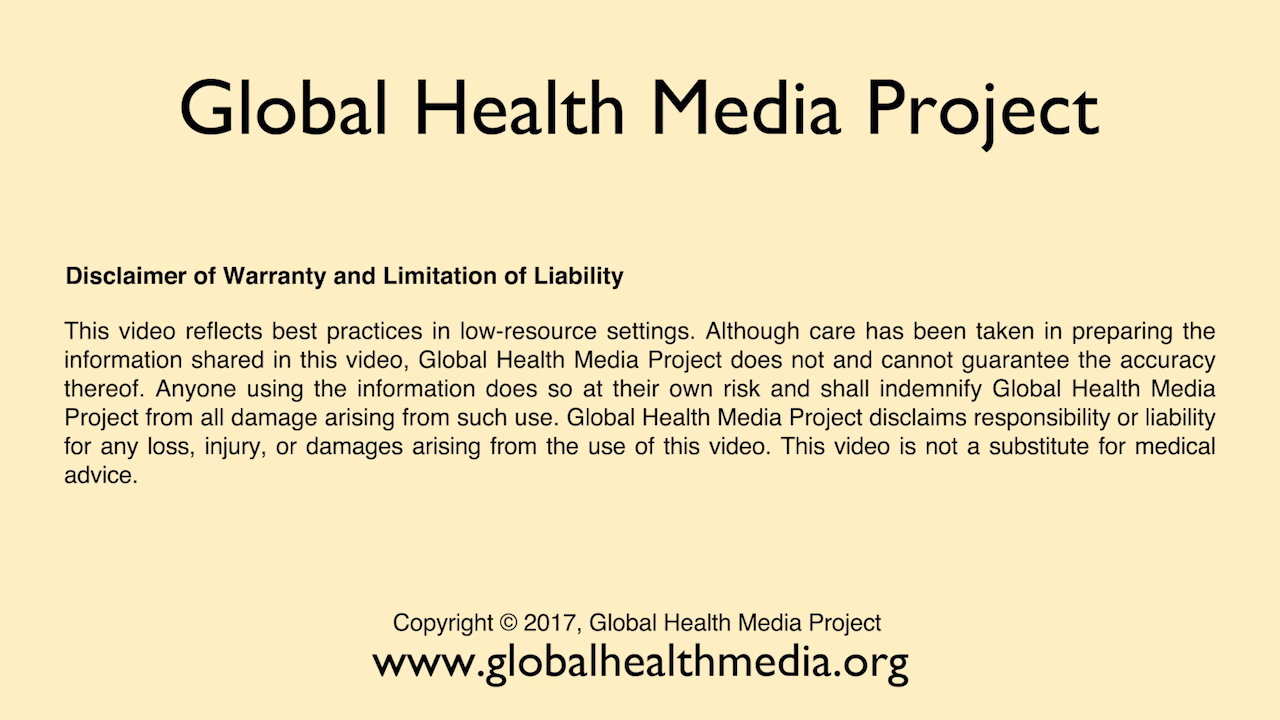 Global Health Media Project
Disclaimer of Warranty and Limitation of Liability
This video reflects best practices in low-resource settings. Although care has been taken in preparing the
information shared in this video, Global Health Media Project does not and cannot guarantee the accuracy
thereof. Anyone using the information does so at their own risk and shall indemnify Global Health Media
Project from all damage arising from such use. Global Health Media Project disclaims responsibility or liability
for any loss, injury, or damages arising from the use of this video. This video is not a substitute for medical
advice.
Copyright © 2017, Global Health Media Project
www.globalhealthmedia.org